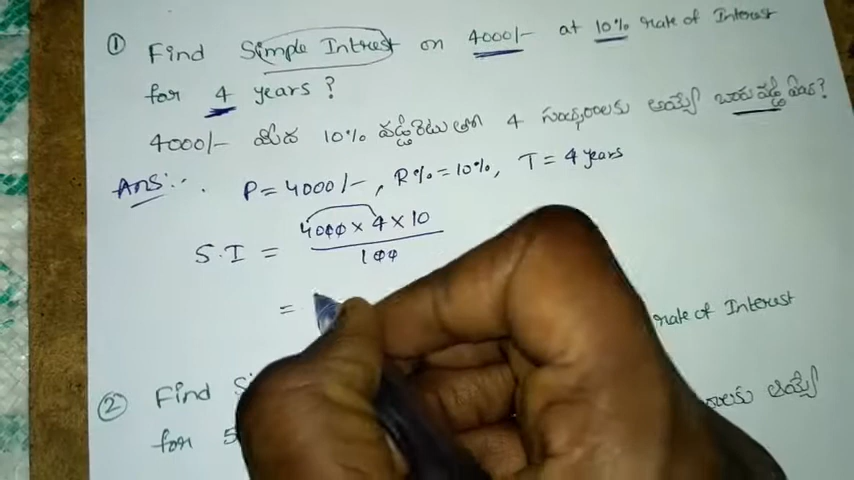 ① Find Simple Intrest on 4000/- at 10% rate of Interest
for 4 years ?
4000/- మీద 10% వడ్డీరేటు తో 4 సంవత్సరాలకు అయ్యే బారువడ్డీ ఎంత?
Ans:-. P = 4000/-, R% = 10%, T = 4 years
S.I = 4000 x 4 x 10
100
=
rate of Interest
② Find
for 5 అయ్యే